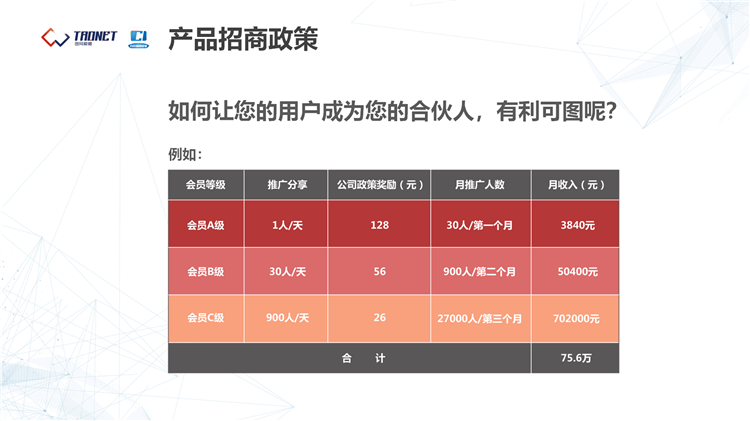 TAONET
CI
产品招商政策
如何让您的用户成为您的合伙人，有利可图呢？
例如：
会员等级 推广分享 公司政策奖励（元） 月推广人数 月收入（元）
会员A级 1人/天 128 30人/第一个月 3840元
会员B级 30人/天 56 900人/第二个月 50400元
会员C级 900人/天 26 27000人/第三个月 702000元
合 计 75.6万